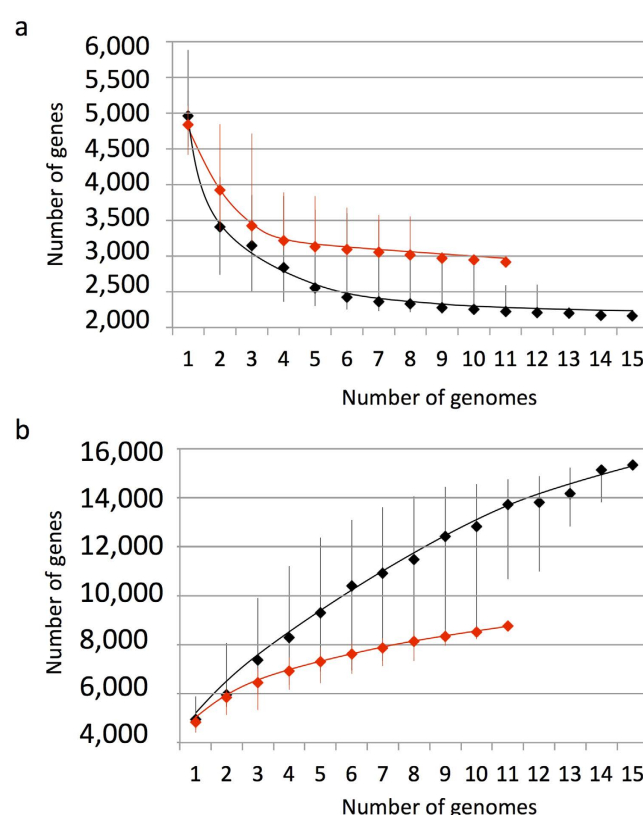 a
6,000
5,500
5,000
4,500
4,000
3,500
3,000
2,500
2,000
Number of genes
1 2 3 4 5 6 7 8 9 10 11 12 13 14 15
Number of genomes
b
16,000
14,000
12,000
10,000
8,000
6,000
4,000
Number of genes
1 2 3 4 5 6 7 8 9 10 11 12 13 14 15
Number of genomes